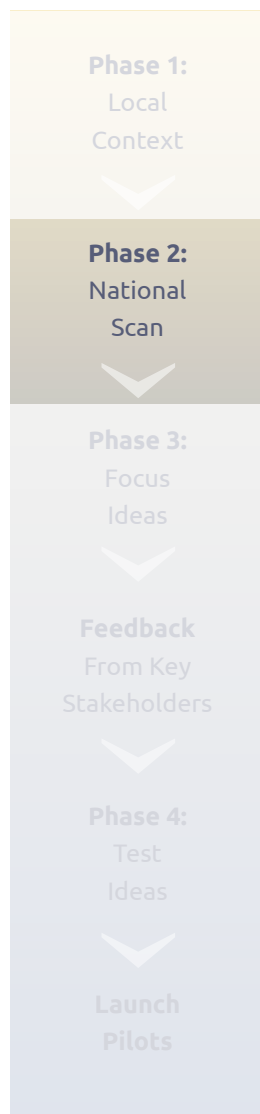 Phase 1:
Local
Context
Phase 2:
National
Scan
Phase 3:
Focus
Ideas
Feedback
From Key
Stakeholders
Phase 4:
Test
Ideas
Launch
Pilots